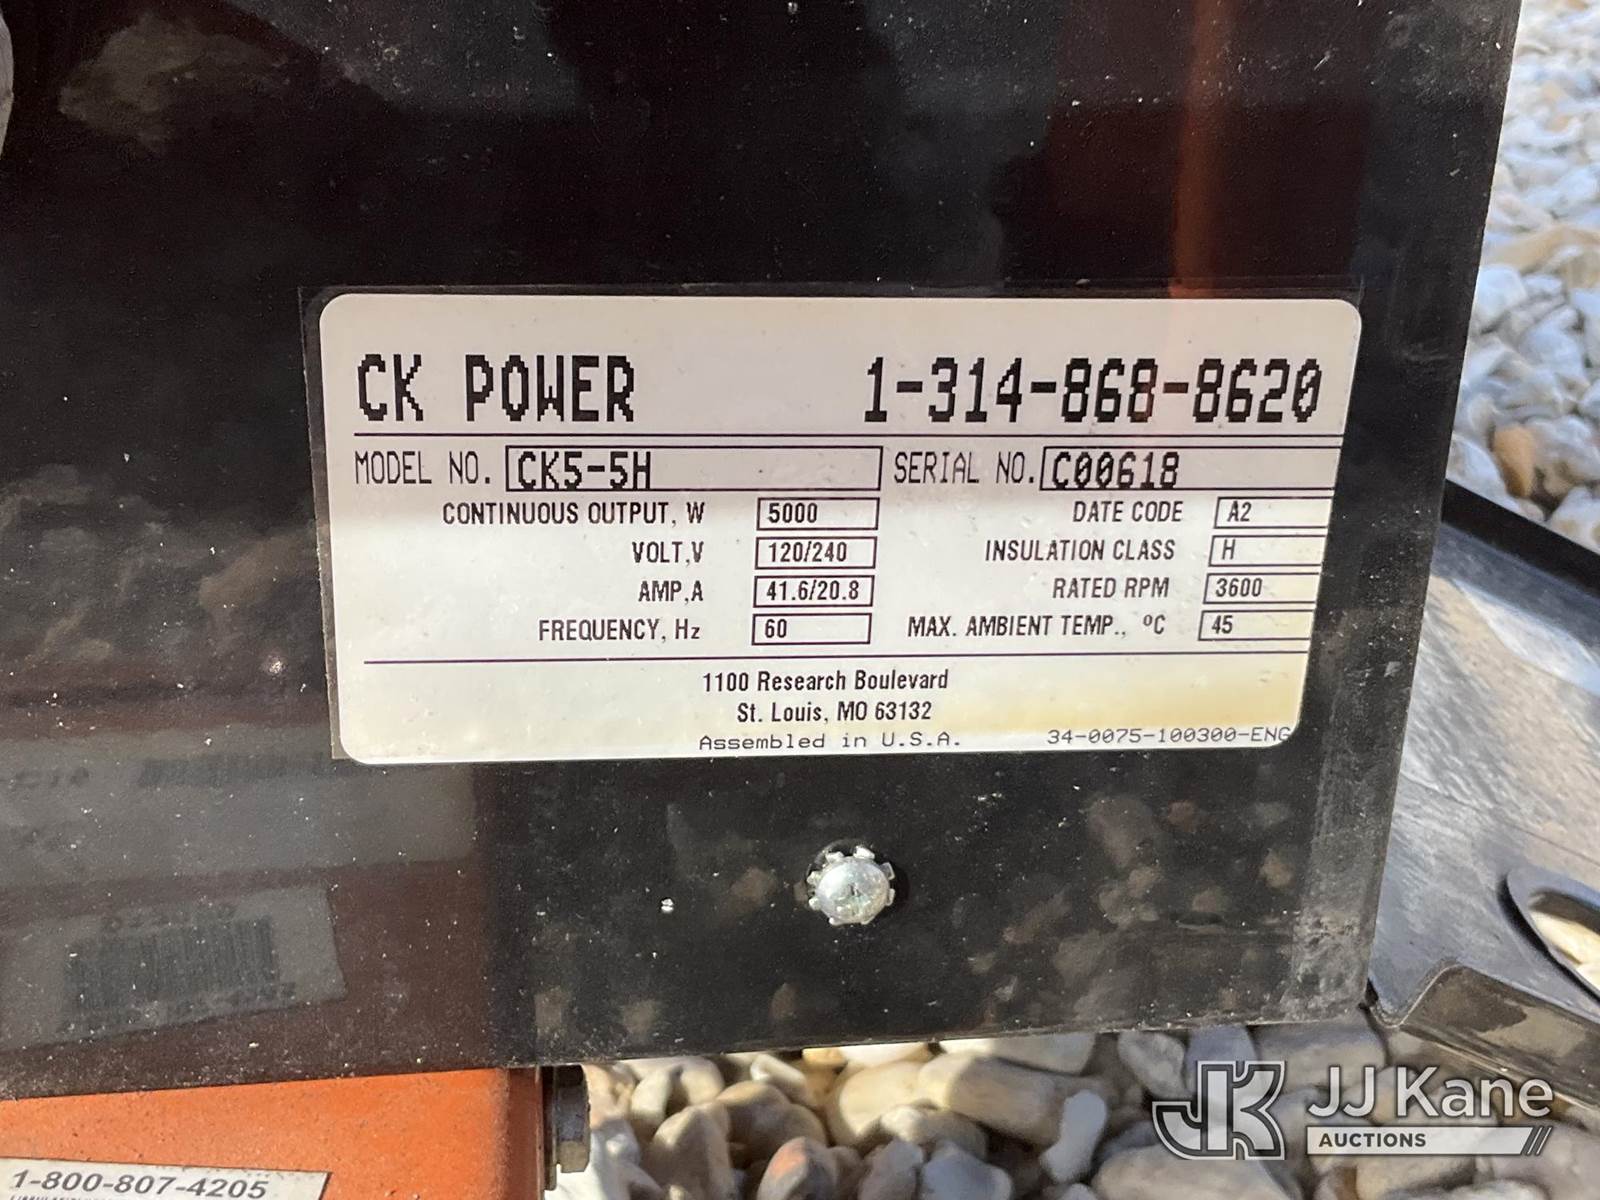 CK POWER 1-314-868-8620
MODEL NO. CK5-5H SERIAL NO. C00618
CONTINUOUS OUTPUT, W 5000 DATE CODE A2
VOLT,V 120/240 INSULATION CLASS H
AMP,A 41.6/20.8 RATED RPM 3600
FREQUENCY, Hz 60 MAX. AMBIENT TEMP., ºC 45
1100 Research Boulevard
St. Louis, MO 63132
Assembled in U.S.A. 34-0075-100300-ENG
1-800-807-4205
JK JJ Kane
AUCTIONS